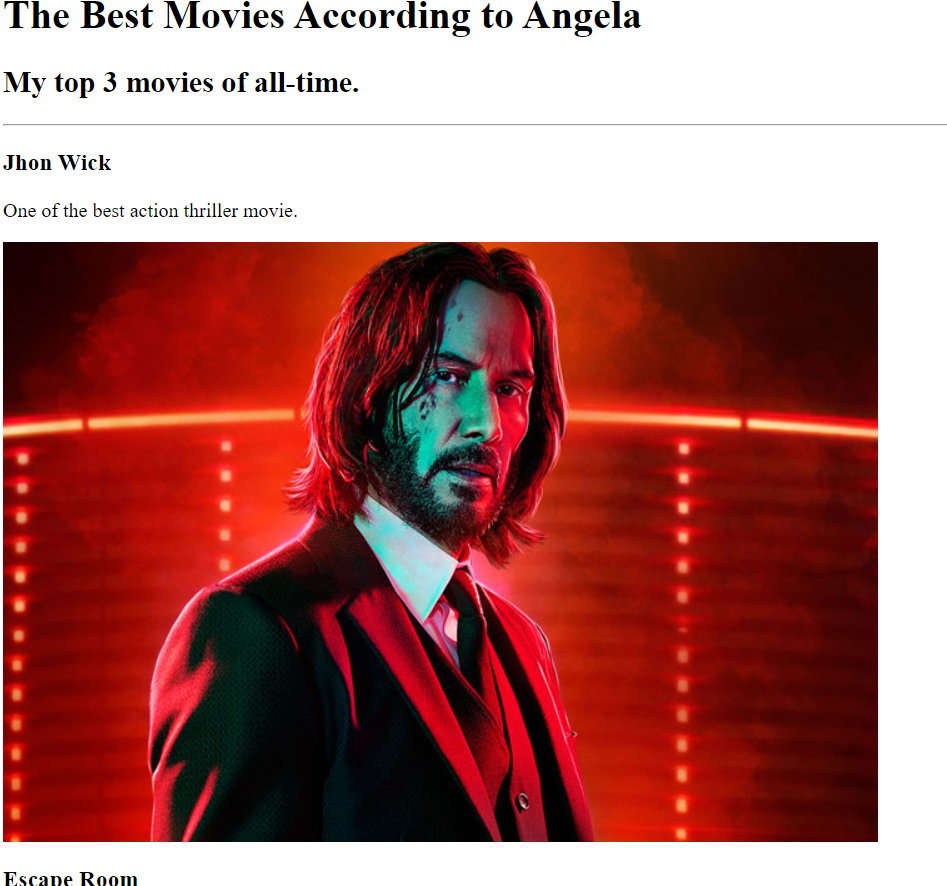 The Best Movies According to Angela
My top 3 movies of all-time.
Jhon Wick
One of the best action thriller movie.
Escape Room